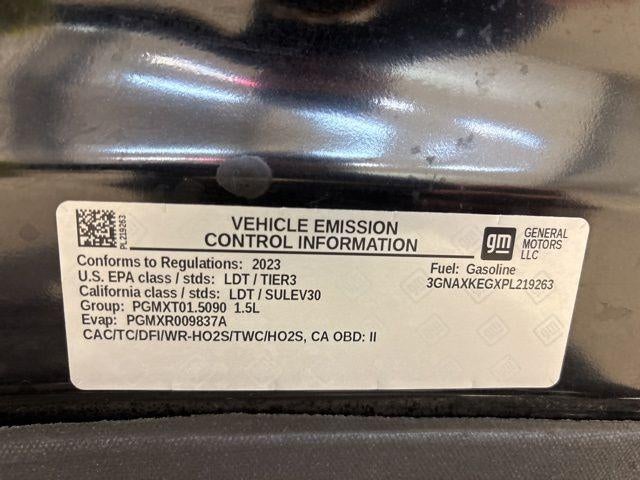 PL219263
VEHICLE EMISSION
CONTROL INFORMATION
gm GENERAL
MOTORS
LLC
Conforms to Regulations: 2023
U.S. EPA class / stds: LDT / TIER3
California class / stds: LDT / SULEV30
Group: PGMXT01.5090 1.5L
Evap: PGMXR009837A
CAC/TC/DFI/WR-HO2S/TWC/HO2S, CA OBD: II
Fuel: Gasoline
3GNAXKEGXPL219263